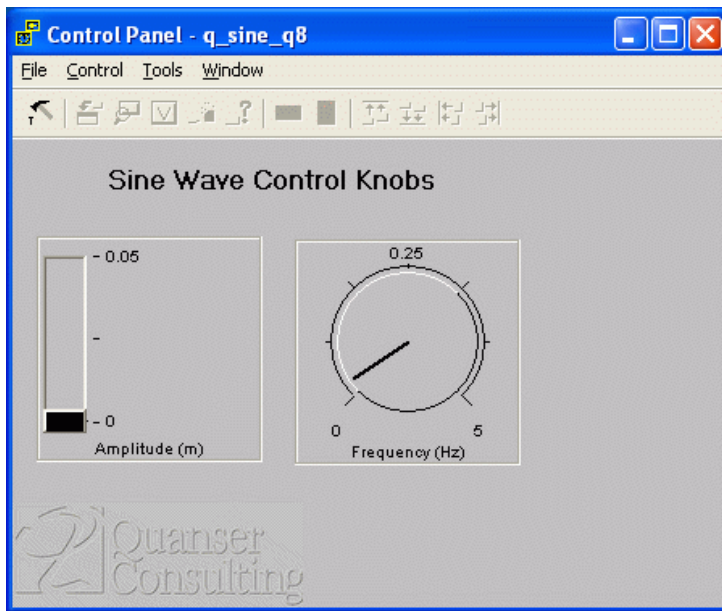 Control Panel - q_sine_q8
File Control Tools Window
T
Sine Wave Control Knobs
- 0.05
-
- 0
Amplitude (m)
0.25
0
5
Frequency (Hz)
Quanser
Consulting